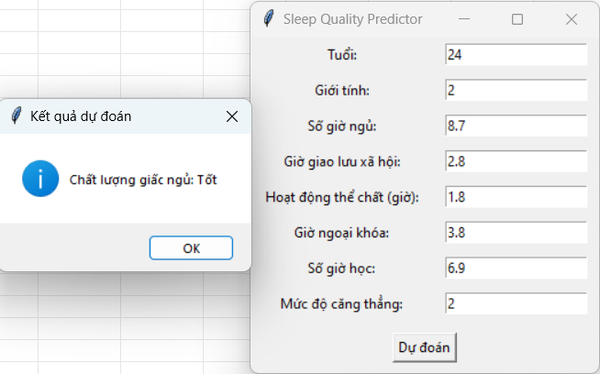 Sleep Quality Predictor
Tuổi: 24
Giới tính: 2
Số giờ ngủ: 8.7
Giờ giao lưu xã hội: 2.8
Hoạt động thể chất (giờ): 1.8
Giờ ngoại khóa: 3.8
Số giờ học: 6.9
Mức độ căng thẳng: 2
Dự đoán
Kết quả dự đoán
Chất lượng giấc ngủ: Tốt
OK